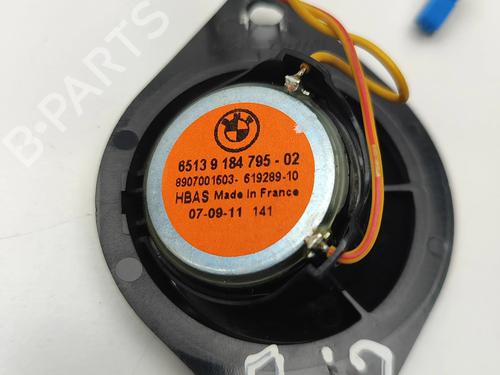 B-PARTS
6513 9 184 795 - 02
8907001603- 619289-10
HBAS Made in France
07-09-11 141